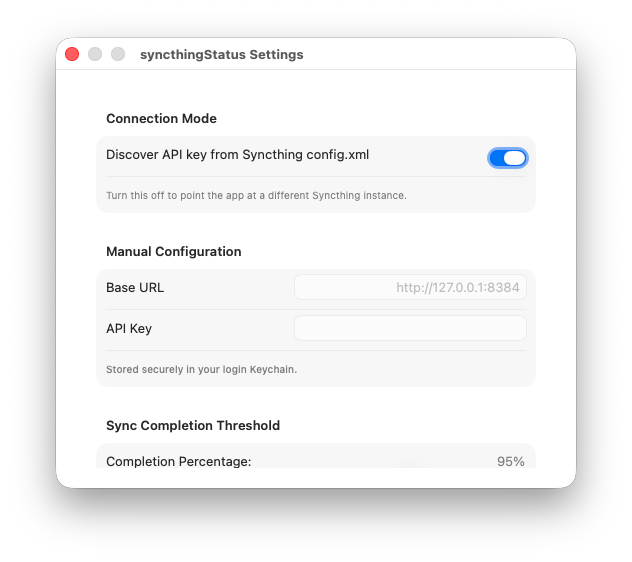 syncthingStatus Settings
Connection Mode
Discover API key from Syncthing config.xml
Turn this off to point the app at a different Syncthing instance.
Manual Configuration
Base URL
http://127.0.0.1:8384
API Key
Stored securely in your login Keychain.
Sync Completion Threshold
Completion Percentage:
95%